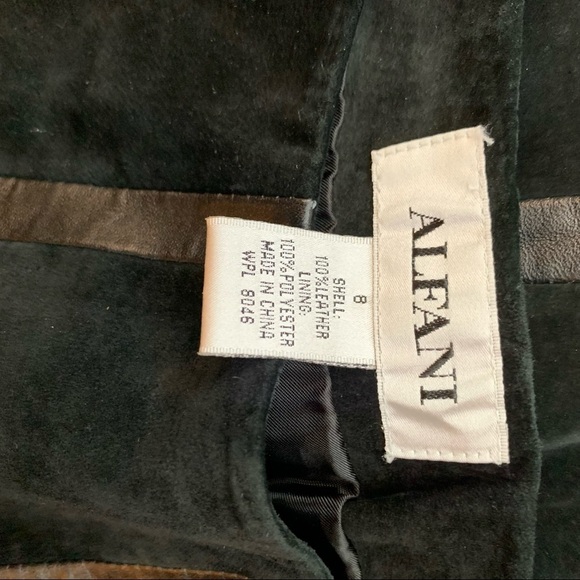 ALFANI
8
SHELL:
100%LEATHER
LINING:
100%POLYESTER
MADE IN CHINA
WPL 8046